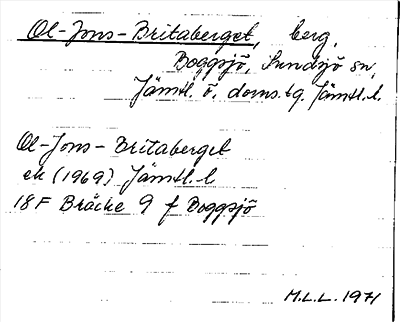 Ol-Jons-Britaberget, berg,
Boggsjö, Sundsjö sn,
Jämtl. ö. doms. tg. Jämtl. l.
Ol-Jons-Britaberget
ek (1969) Jämtl. l
18F Bräcke 9 f Boggsjö
M.L.L. 1971